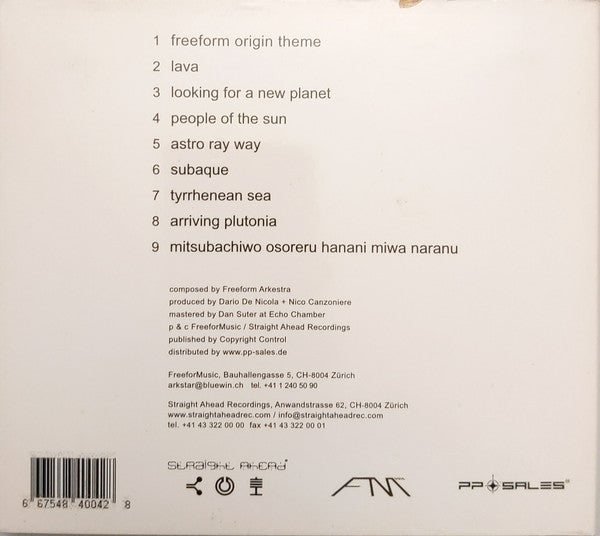 1 freeform origin theme
2 lava
3 looking for a new planet
4 people of the sun
5 astro ray way
6 subaque
7 tyrrhenean sea
8 arriving plutonia
9 mitsubachiwo osoreru hanani miwa naranu
composed by Freeform Arkestra
produced by Dario De Nicola + Nico Canzoniere
mastered by Dan Suter at Echo Chamber
p & c FreeforMusic / Straight Ahead Recordings
published by Copyright Control
distributed by www.pp-sales.de
FreeforMusic, Bauhallengasse 5, CH-8004 Zürich
arkstar@bluewin.ch tel. +41 1 240 50 90
Straight Ahead Recordings, Anwandstrasse 62, CH-8004 Zürich
www.straightaheadrec.com / info@straightaheadrec.com
tel. +41 43 322 00 00 fax +41 43 322 00 01
straight ahead
PP SALES
6 67548 40042 8